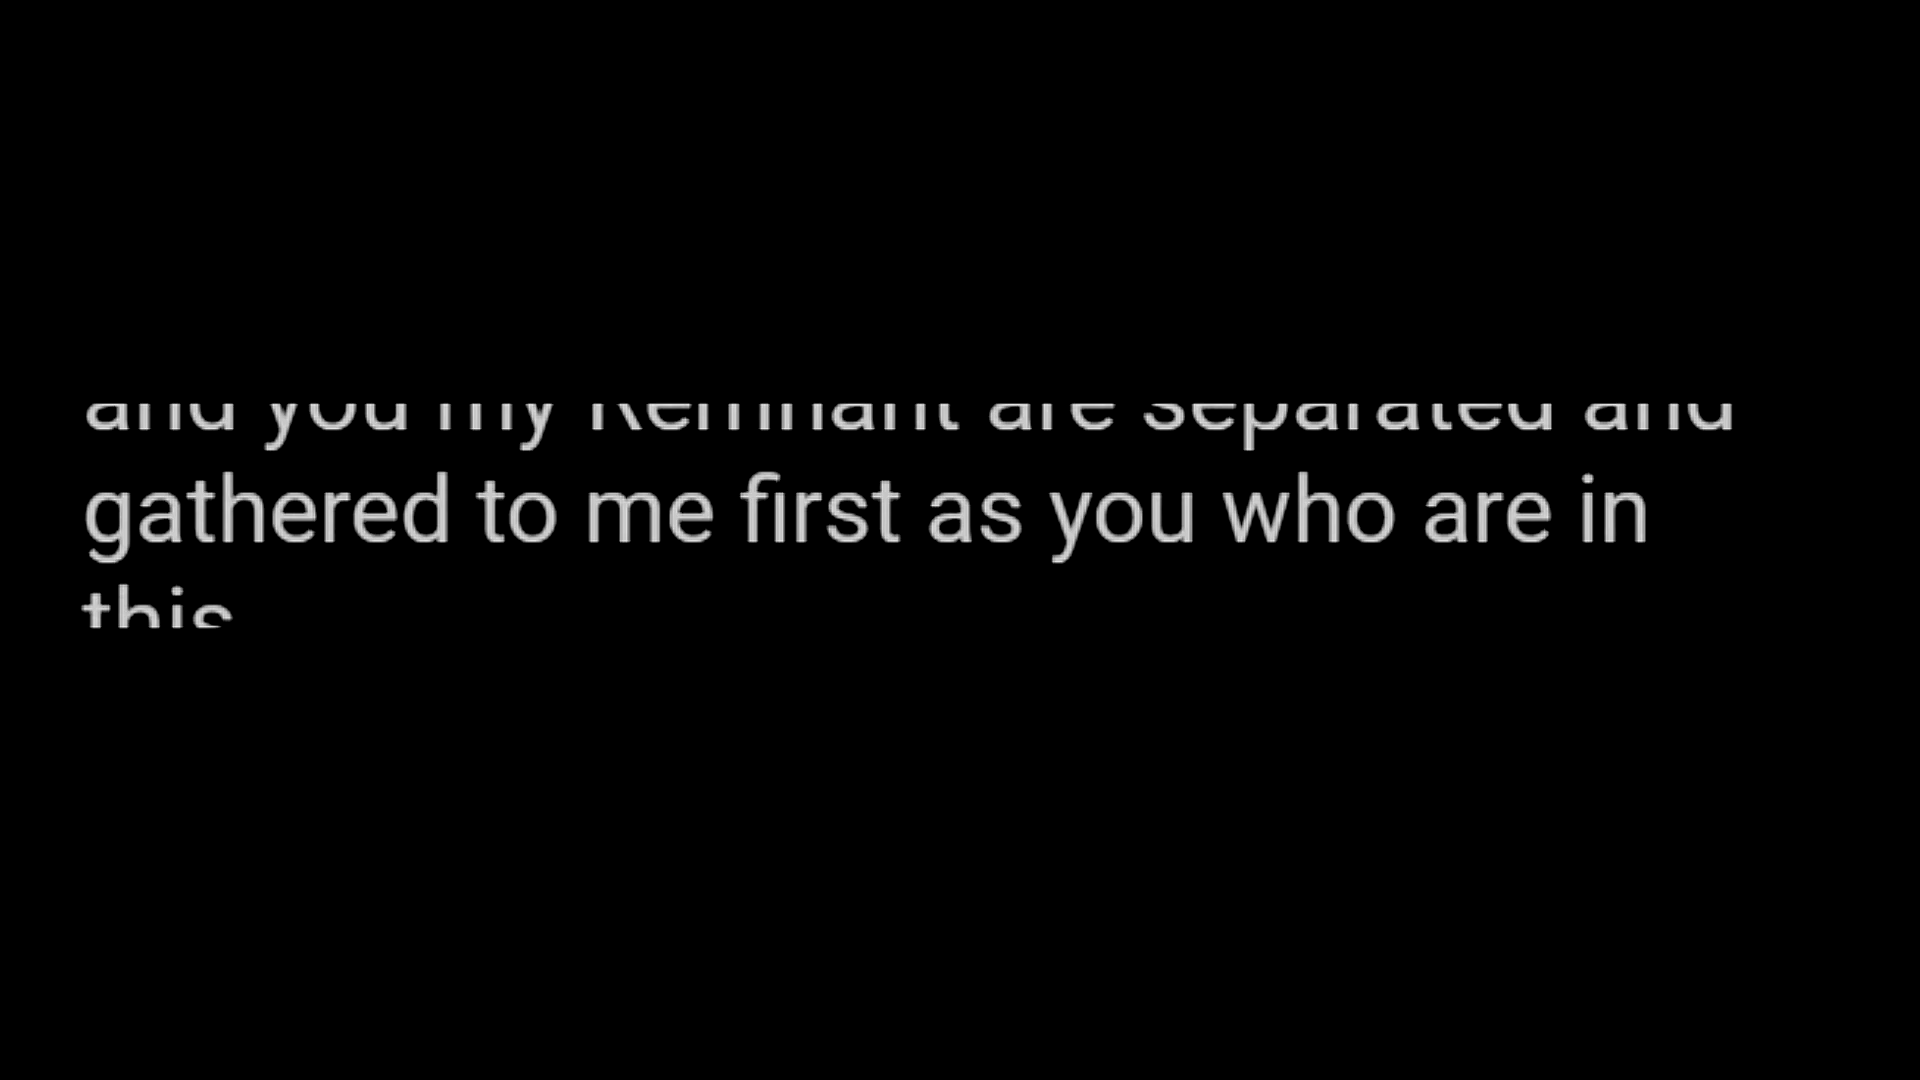 and you my Remnant are separated and
gathered to me first as you who are in
this